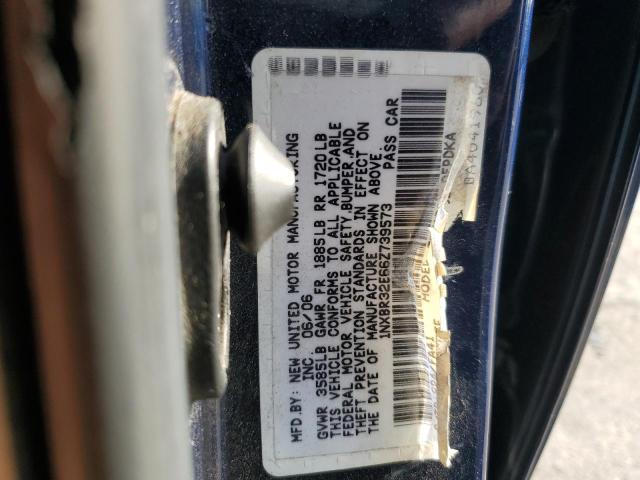 MFD.BY: NEW UNITED MOTOR MANUFACTURING
INC. 06/06
GVWR 3585LB GAWR FR 1885LB RR 1720LB
THIS VEHICLE CONFORMS TO ALL APPLICABLE
FEDERAL MOTOR VEHICLE SAFETY,BUMPER,AND
THEFT PREVENTION STANDARDS IN EFFECT ON
THE DATE OF MANUFACTURE SHOWN ABOVE.
1NXBR32E66Z739573 PASS CAR
MODEL